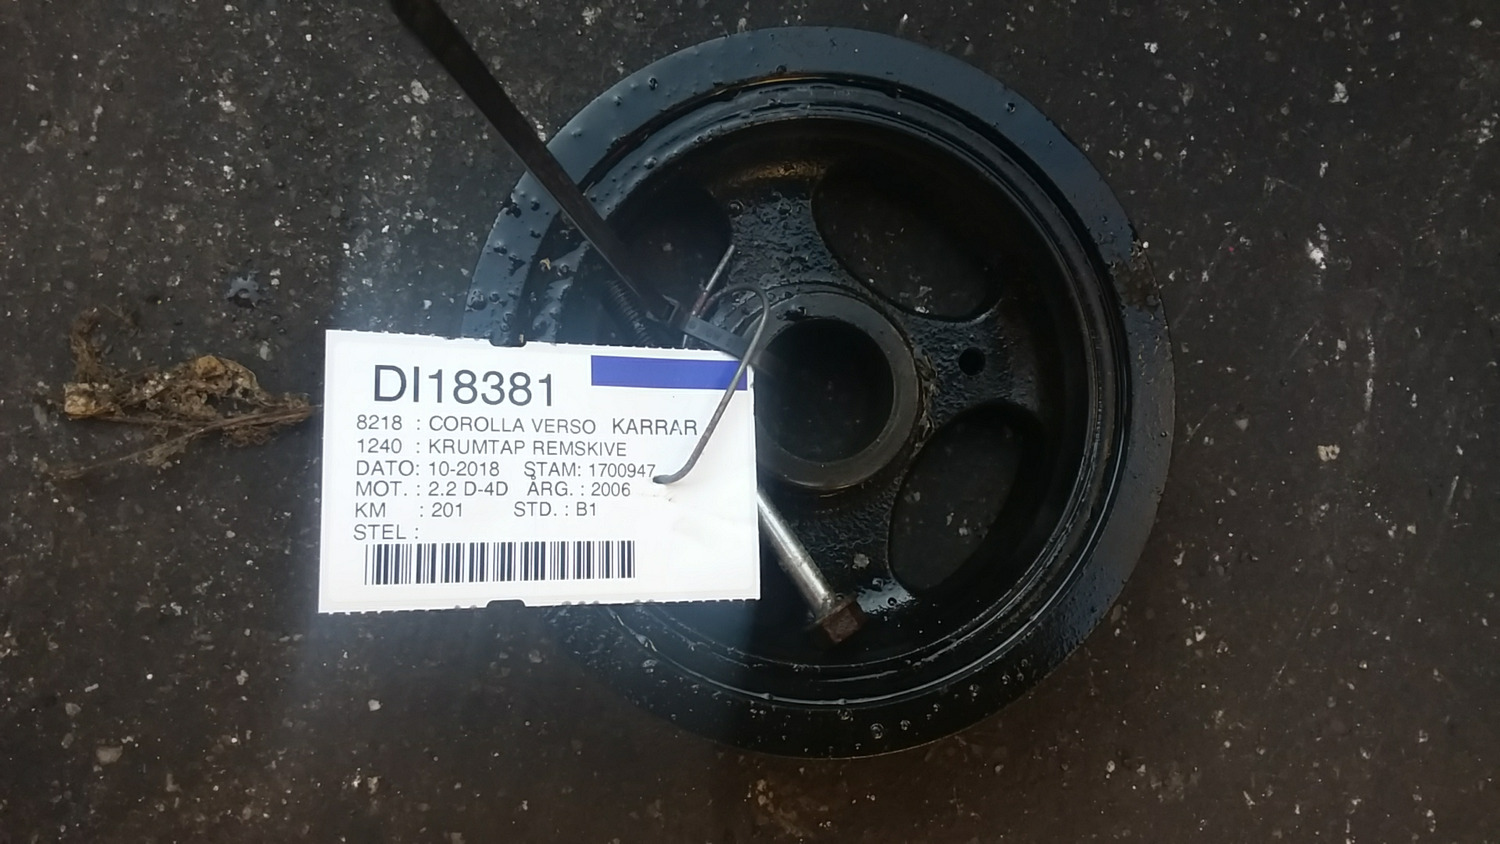 DI18381
8218 : COROLLA VERSO KARRAR
1240 : KRUMTAP REMSKIVE
DATO: 10-2018 STAM: 1700947
MOT. : 2.2 D-4D ÅRG. : 2006
KM : 201 STD. : B1
STEL :